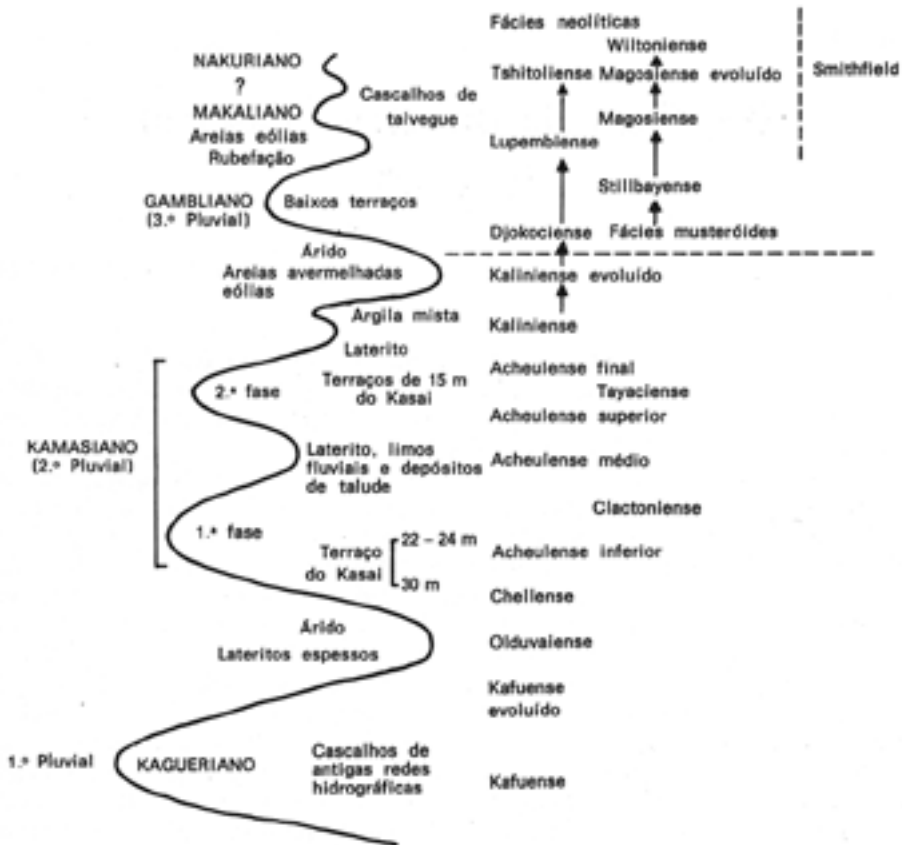 Fácies neolíticas
Wiltoniense
NAKURIANO
Tshitoliense
Magosiense evoluído
Smithfield
?
Cascalhos de
talvegue
MAKALIANO
Magosiense
Areias eólias
Rubefação
Lupembiense
Stillbayense
GAMBLIANO
(3.º Pluvial)
Baixos terraços
Djokociense
Fácies musteróides
Árido
Areias avermelhadas
eólias
Kaliniense evoluído
Argila mista
Kaliniense
Laterito
Acheulense final
2.ª fase
Terraços de 15 m
do Kasai
Tayaciense
Acheulense superior
KAMASIANO
(2.º Pluvial)
Laterito, limos
fluviais e depósitos
de talude
Acheulense médio
Clactoniense
1.ª fase
22 – 24 m
Terraço
do Kasai
30 m
Acheulense inferior
Chellense
Árido
Lateritos espessos
Olduvaiense
Kafuense
evoluído
1.º Pluvial
KAGUERIANO
Cascalhos de
antigas redes
hidrográficas
Kafuense